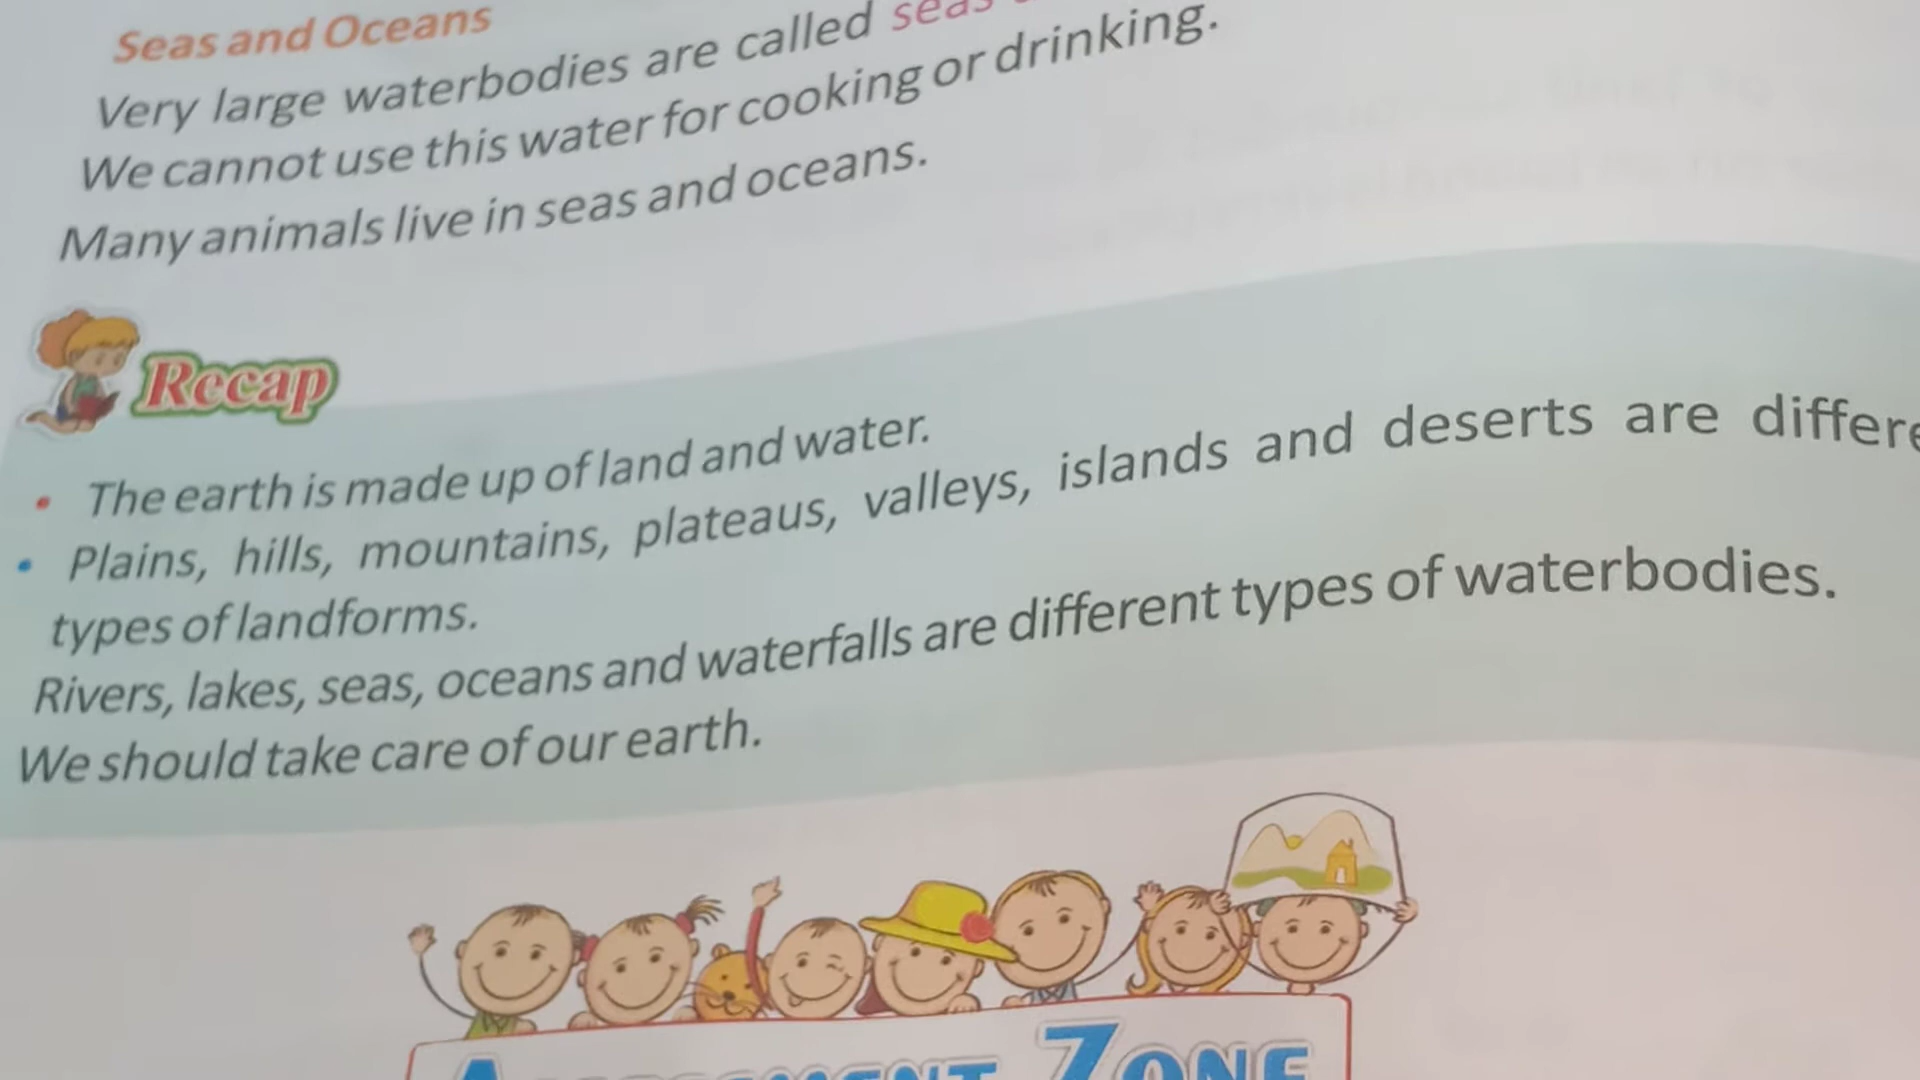 Seas and Oceans
Very large waterbodies are called seas
We cannot use this water for cooking or drinking.
Many animals live in seas and oceans.
Recap
• The earth is made up of land and water.
• Plains, hills, mountains, plateaus, valleys, islands and deserts are differe
types of landforms.
Rivers, lakes, seas, oceans and waterfalls are different types of waterbodies.
We should take care of our earth.
ZONE